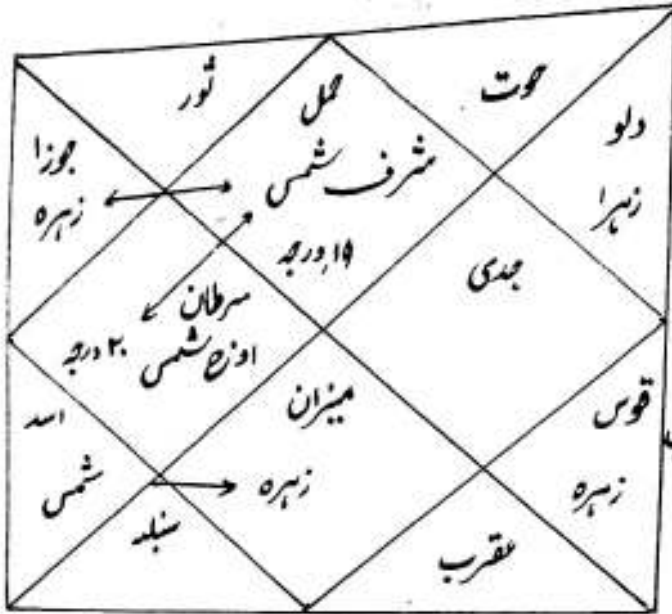 ثور
حمل
حوت
دلو
جوزا
شرف شمس
زہرہ
زہرا
۱۹ درجہ
جدی
سرطان
اوج شمس ۲۰ درجہ
میزان
قوس
اسد
شمس
زہرہ
زہرہ
سنبلہ
عقرب